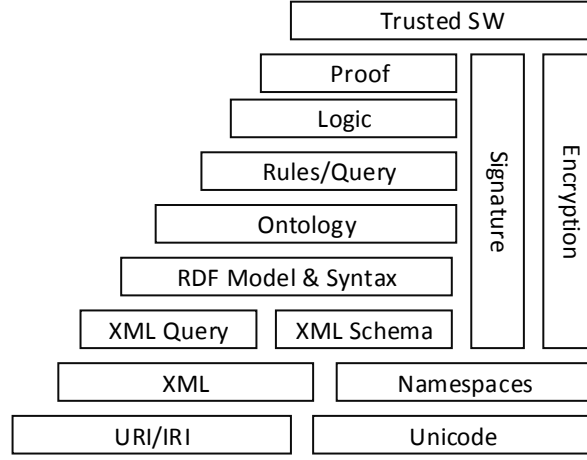 Trusted SW
Proof
Logic
Rules/Query
Ontology
RDF Model & Syntax
XML Query
XML Schema
Signature
Encryption
XML
Namespaces
URI/IRI
Unicode